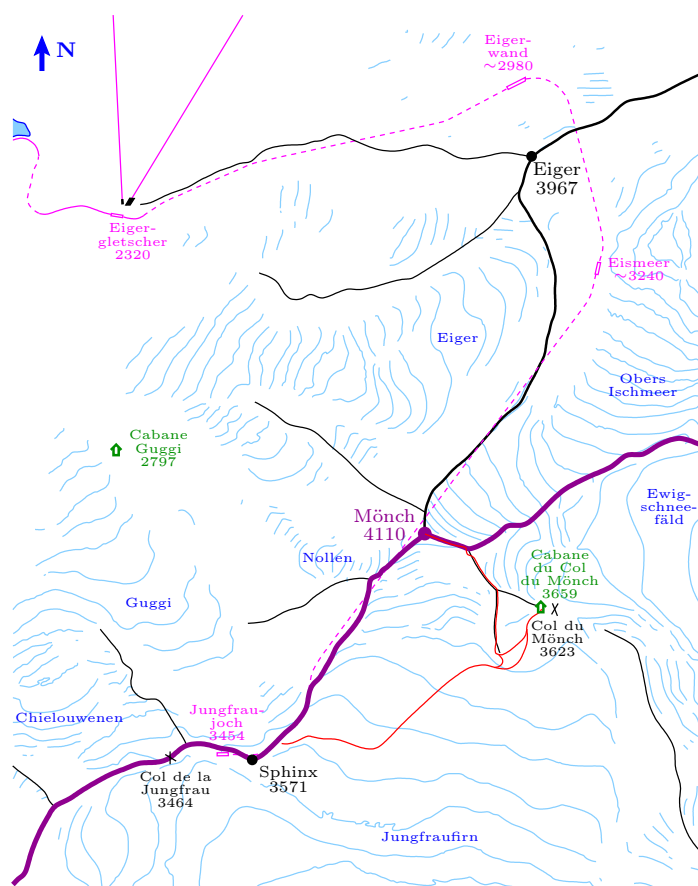 N
Eiger-
wand
~2980
Eiger
3967
Eiger-
gletscher
2320
Eismeer
~3240
Eiger
Obers
Ischmeer
Cabane
Guggi
2797
Ewig-
schnee-
fäld
Mönch
4110
Nollen
Cabane
du Col
du Mönch
3659
Guggi
Col du
Mönch
3623
Chielouwenen
Jungfrau-
joch
3454
Col de la
Jungfrau
3464
Sphinx
3571
Jungfraufirn